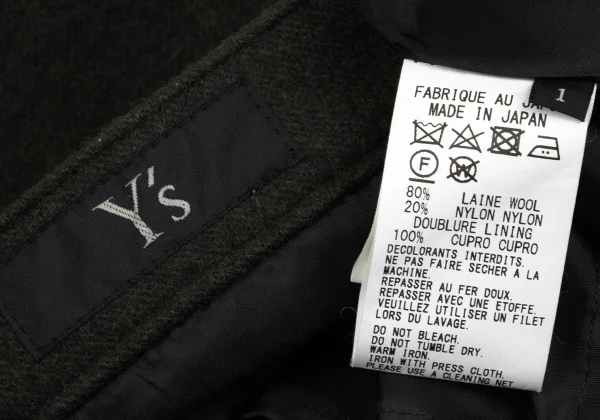 Y's
1
FABRIQUE AU
MADE IN JAPAN
F
W
80% LAINE WOOL
20% NYLON NYLON
DOUBLURE LINING
100% CUPRO CUPRO
DECOLORANTS INTERDITS.
NE PAS FAIRE SECHER A LA
MACHINE.
REPASSER AU FER DOUX.
REPASSER AVEC UNE ETOFFE.
VEUILLEZ UTILISER UN FILET
LORS DU LAVAGE.
DO NOT BLEACH.
DO NOT TUMBLE DRY.
WARM IRON.
IRON WITH PRESS CLOTH.
PLEASE USE A CLEANING NET